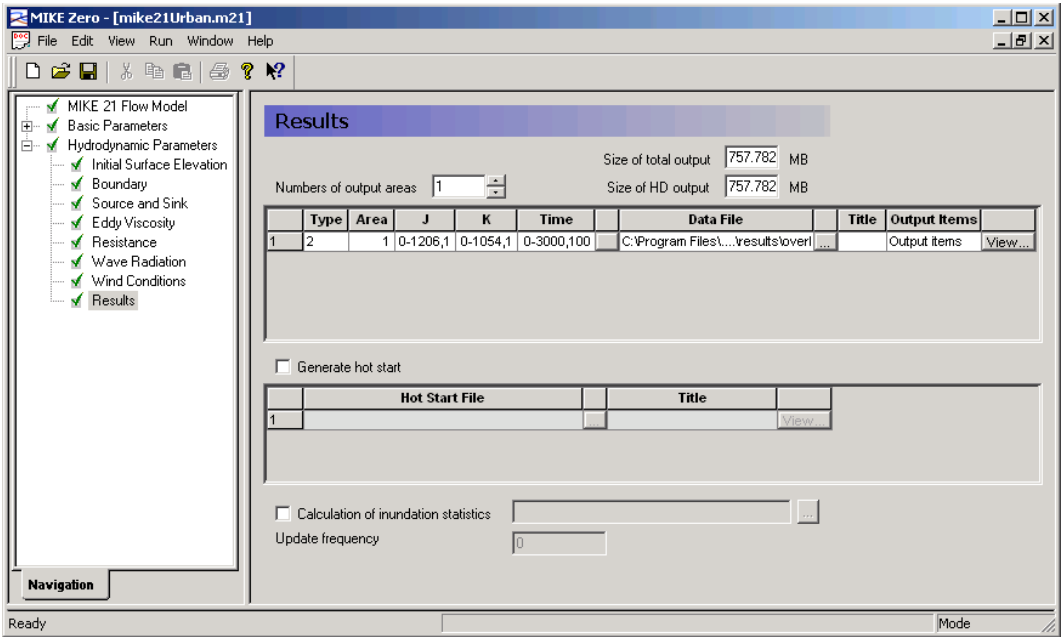 MIKE Zero - [mike21Urban.m21]
File Edit View Run Window Help
MIKE 21 Flow Model
Basic Parameters
Hydrodynamic Parameters
Initial Surface Elevation
Boundary
Source and Sink
Eddy Viscosity
Resistance
Wave Radiation
Wind Conditions
Results
Navigation
Results
Size of total output 757.782 MB
Numbers of output areas 1 Size of HD output 757.782 MB
Type Area J K Time Data File Title Output Items
1 2 1 0-1206,1 0-1054,1 0-3000,100 C:\Program Files\....\results\overl ... Output items View...
Generate hot start
Hot Start File Title
1 ... View...
Calculation of inundation statistics ...
Update frequency 0
Ready Mode